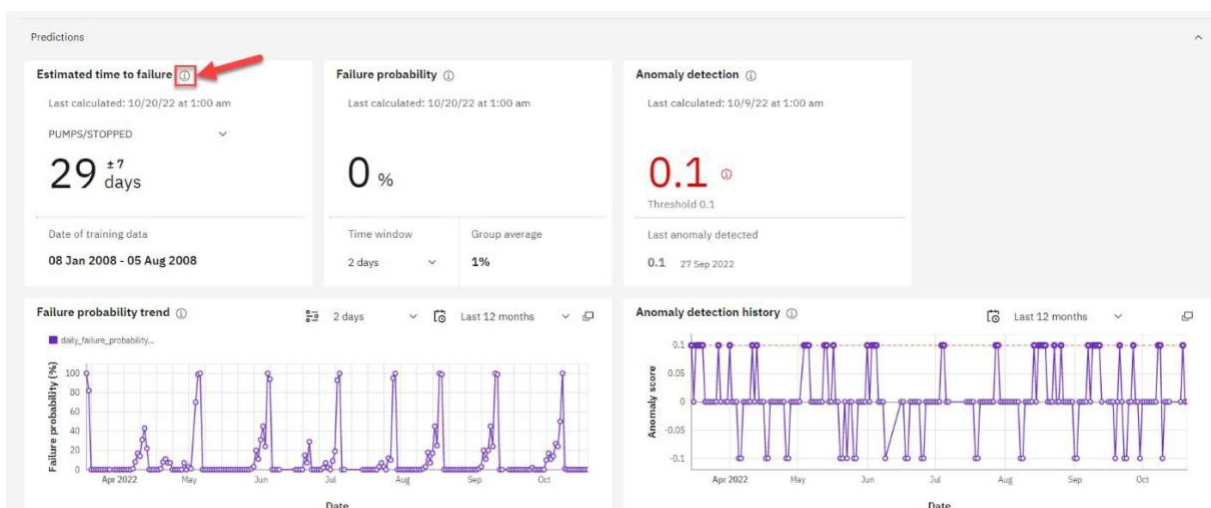 Predictions
Estimated time to failure
Last calculated: 10/20/22 at 1:00 am
PUMPS/STOPPED
29 ±7 days
Date of training data
08 Jan 2008 - 05 Aug 2008
Failure probability
Last calculated: 10/20/22 at 1:00 am
0 %
Time window
2 days
Group average
1%
Anomaly detection
Last calculated: 10/9/22 at 1:00 am
0.1
Threshold 0.1
Last anomaly detected
0.1 27 Sep 2022
Failure probability trend
2 days
Last 12 months
daily_failure_probability...
Failure probability (%)
100
80
60
40
20
0
Apr 2022 May Jun Jul Aug Sep Oct
Date
Anomaly detection history
Last 12 months
Anomaly score
0.1
0.05
0
-0.05
-0.1
Apr 2022 May Jun Jul Aug Sep Oct
Date